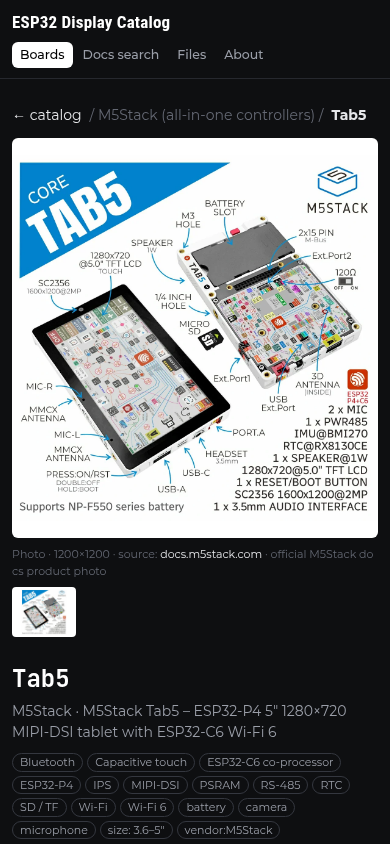 ESP32 Display Catalog
Boards
Docs search
Files
About
← catalog / M5Stack (all-in-one controllers) / Tab5
CORE
TAB5
M5STACK
BATTERY
SLOT
M3
HOLE
2x15 PIN
M-Bus
SPEAKER
1W
Ext.Port2
1280x720
@5.0" TFT LCD
TOUCH
TAB5
120Ω
OFF ON
SC2356
1600x1200@2MP
1/4 INCH
HOLE
MICRO
SD
Ext.Port1
3D
ANTENNA
(INSIDE)
USB
Ext.Port
ESP32
P4+C6
MIC-R
MMCX
ANTENNA
MIC-L
MMCX
ANTENNA
PORT.A
HEADSET
3.5mm
PRESS:ON/RST
DOUBLE:OFF
HOLD:BOOT
USB-C
USB-A
2 x MIC
1 x PWR485
IMU@BMI270
RTC@RX8130CE
1 x SPEAKER@1W
1280x720@5.0" TFT LCD
1 x RESET/BOOT BUTTON
SC2356 1600x1200@2MP
1 x 3.5mm AUDIO INTERFACE
Supports NP-F550 series battery
Photo · 1200×1200 · source: docs.m5stack.com · official M5Stack do
cs product photo
Tab5
M5Stack · M5Stack Tab5 – ESP32-P4 5" 1280×720
MIPI-DSI tablet with ESP32-C6 Wi-Fi 6
Bluetooth
Capacitive touch
ESP32-C6 co-processor
ESP32-P4
IPS
MIPI-DSI
PSRAM
RS-485
RTC
SD / TF
Wi-Fi
Wi-Fi 6
battery
camera
microphone
size: 3.6–5"
vendor:M5Stack